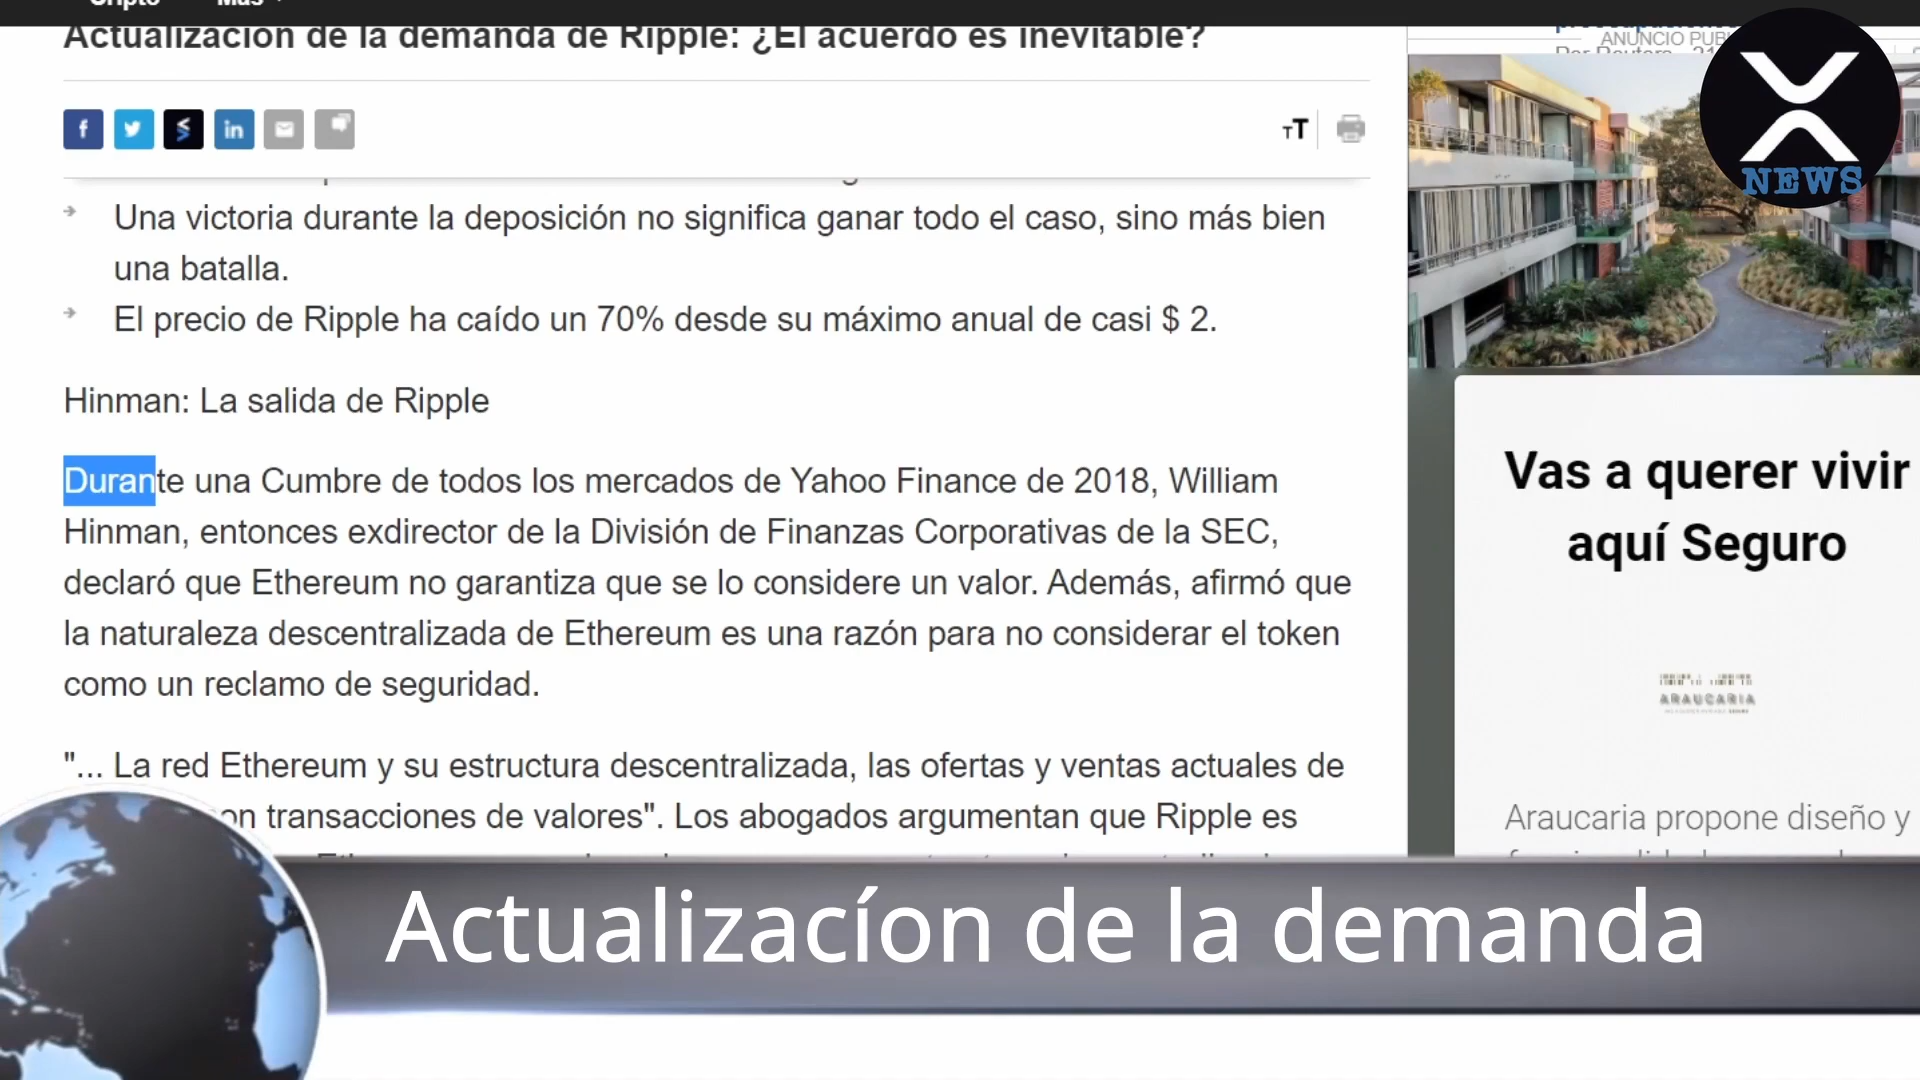 Cripto Más
Actualización de la demanda de Ripple: ¿El acuerdo es inevitable?
ANUNCIO
Una victoria durante la deposición no significa ganar todo el caso, sino más bien
una batalla.
El precio de Ripple ha caído un 70% desde su máximo anual de casi $ 2.
Hinman: La salida de Ripple
Durante una Cumbre de todos los mercados de Yahoo Finance de 2018, William
Hinman, entonces exdirector de la División de Finanzas Corporativas de la SEC,
declaró que Ethereum no garantiza que se lo considere un valor. Además, afirmó que
la naturaleza descentralizada de Ethereum es una razón para no considerar el token
como un reclamo de seguridad.
"... La red Ethereum y su estructura descentralizada, las ofertas y ventas actuales de
on transacciones de valores". Los abogados argumentan que Ripple es
NEWS
Vas a querer vivir
aquí Seguro
ARAUCARIA
Araucaria propone diseño y
Actualizacíon de la demanda